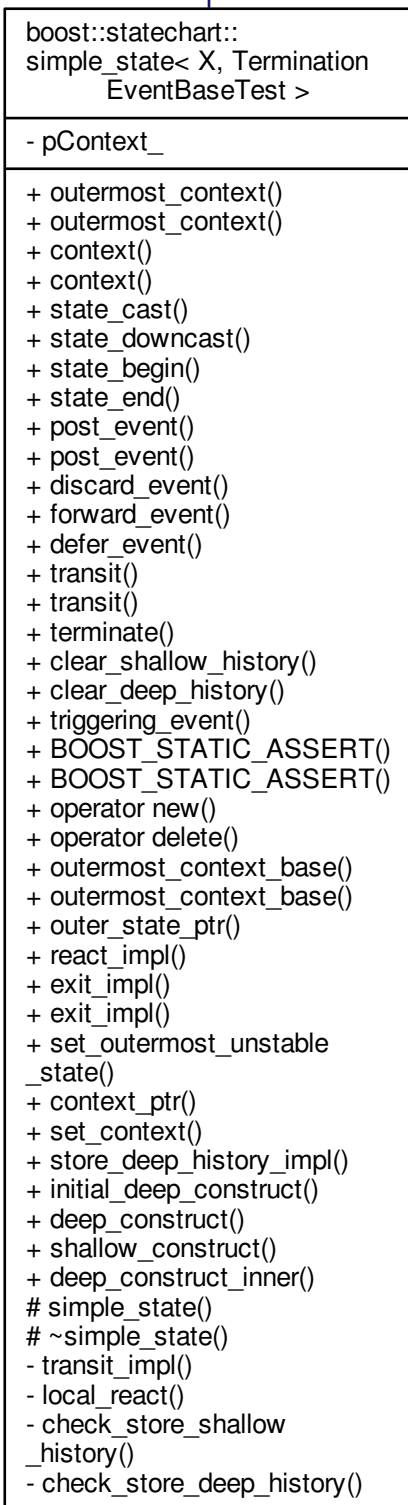 boost::statechart::
simple_state< X, Termination
EventBaseTest >
- pContext_
+ outermost_context()
+ outermost_context()
+ context()
+ context()
+ state_cast()
+ state_downcast()
+ state_begin()
+ state_end()
+ post_event()
+ post_event()
+ discard_event()
+ forward_event()
+ defer_event()
+ transit()
+ transit()
+ terminate()
+ clear_shallow_history()
+ clear_deep_history()
+ triggering_event()
+ BOOST_STATIC_ASSERT()
+ BOOST_STATIC_ASSERT()
+ operator new()
+ operator delete()
+ outermost_context_base()
+ outermost_context_base()
+ outer_state_ptr()
+ react_impl()
+ exit_impl()
+ exit_impl()
+ set_outermost_unstable
_state()
+ context_ptr()
+ set_context()
+ store_deep_history_impl()
+ initial_deep_construct()
+ deep_construct()
+ shallow_construct()
+ deep_construct_inner()
# simple_state()
# ~simple_state()
- transit_impl()
- local_react()
- check_store_shallow
_history()
- check_store_deep_history()